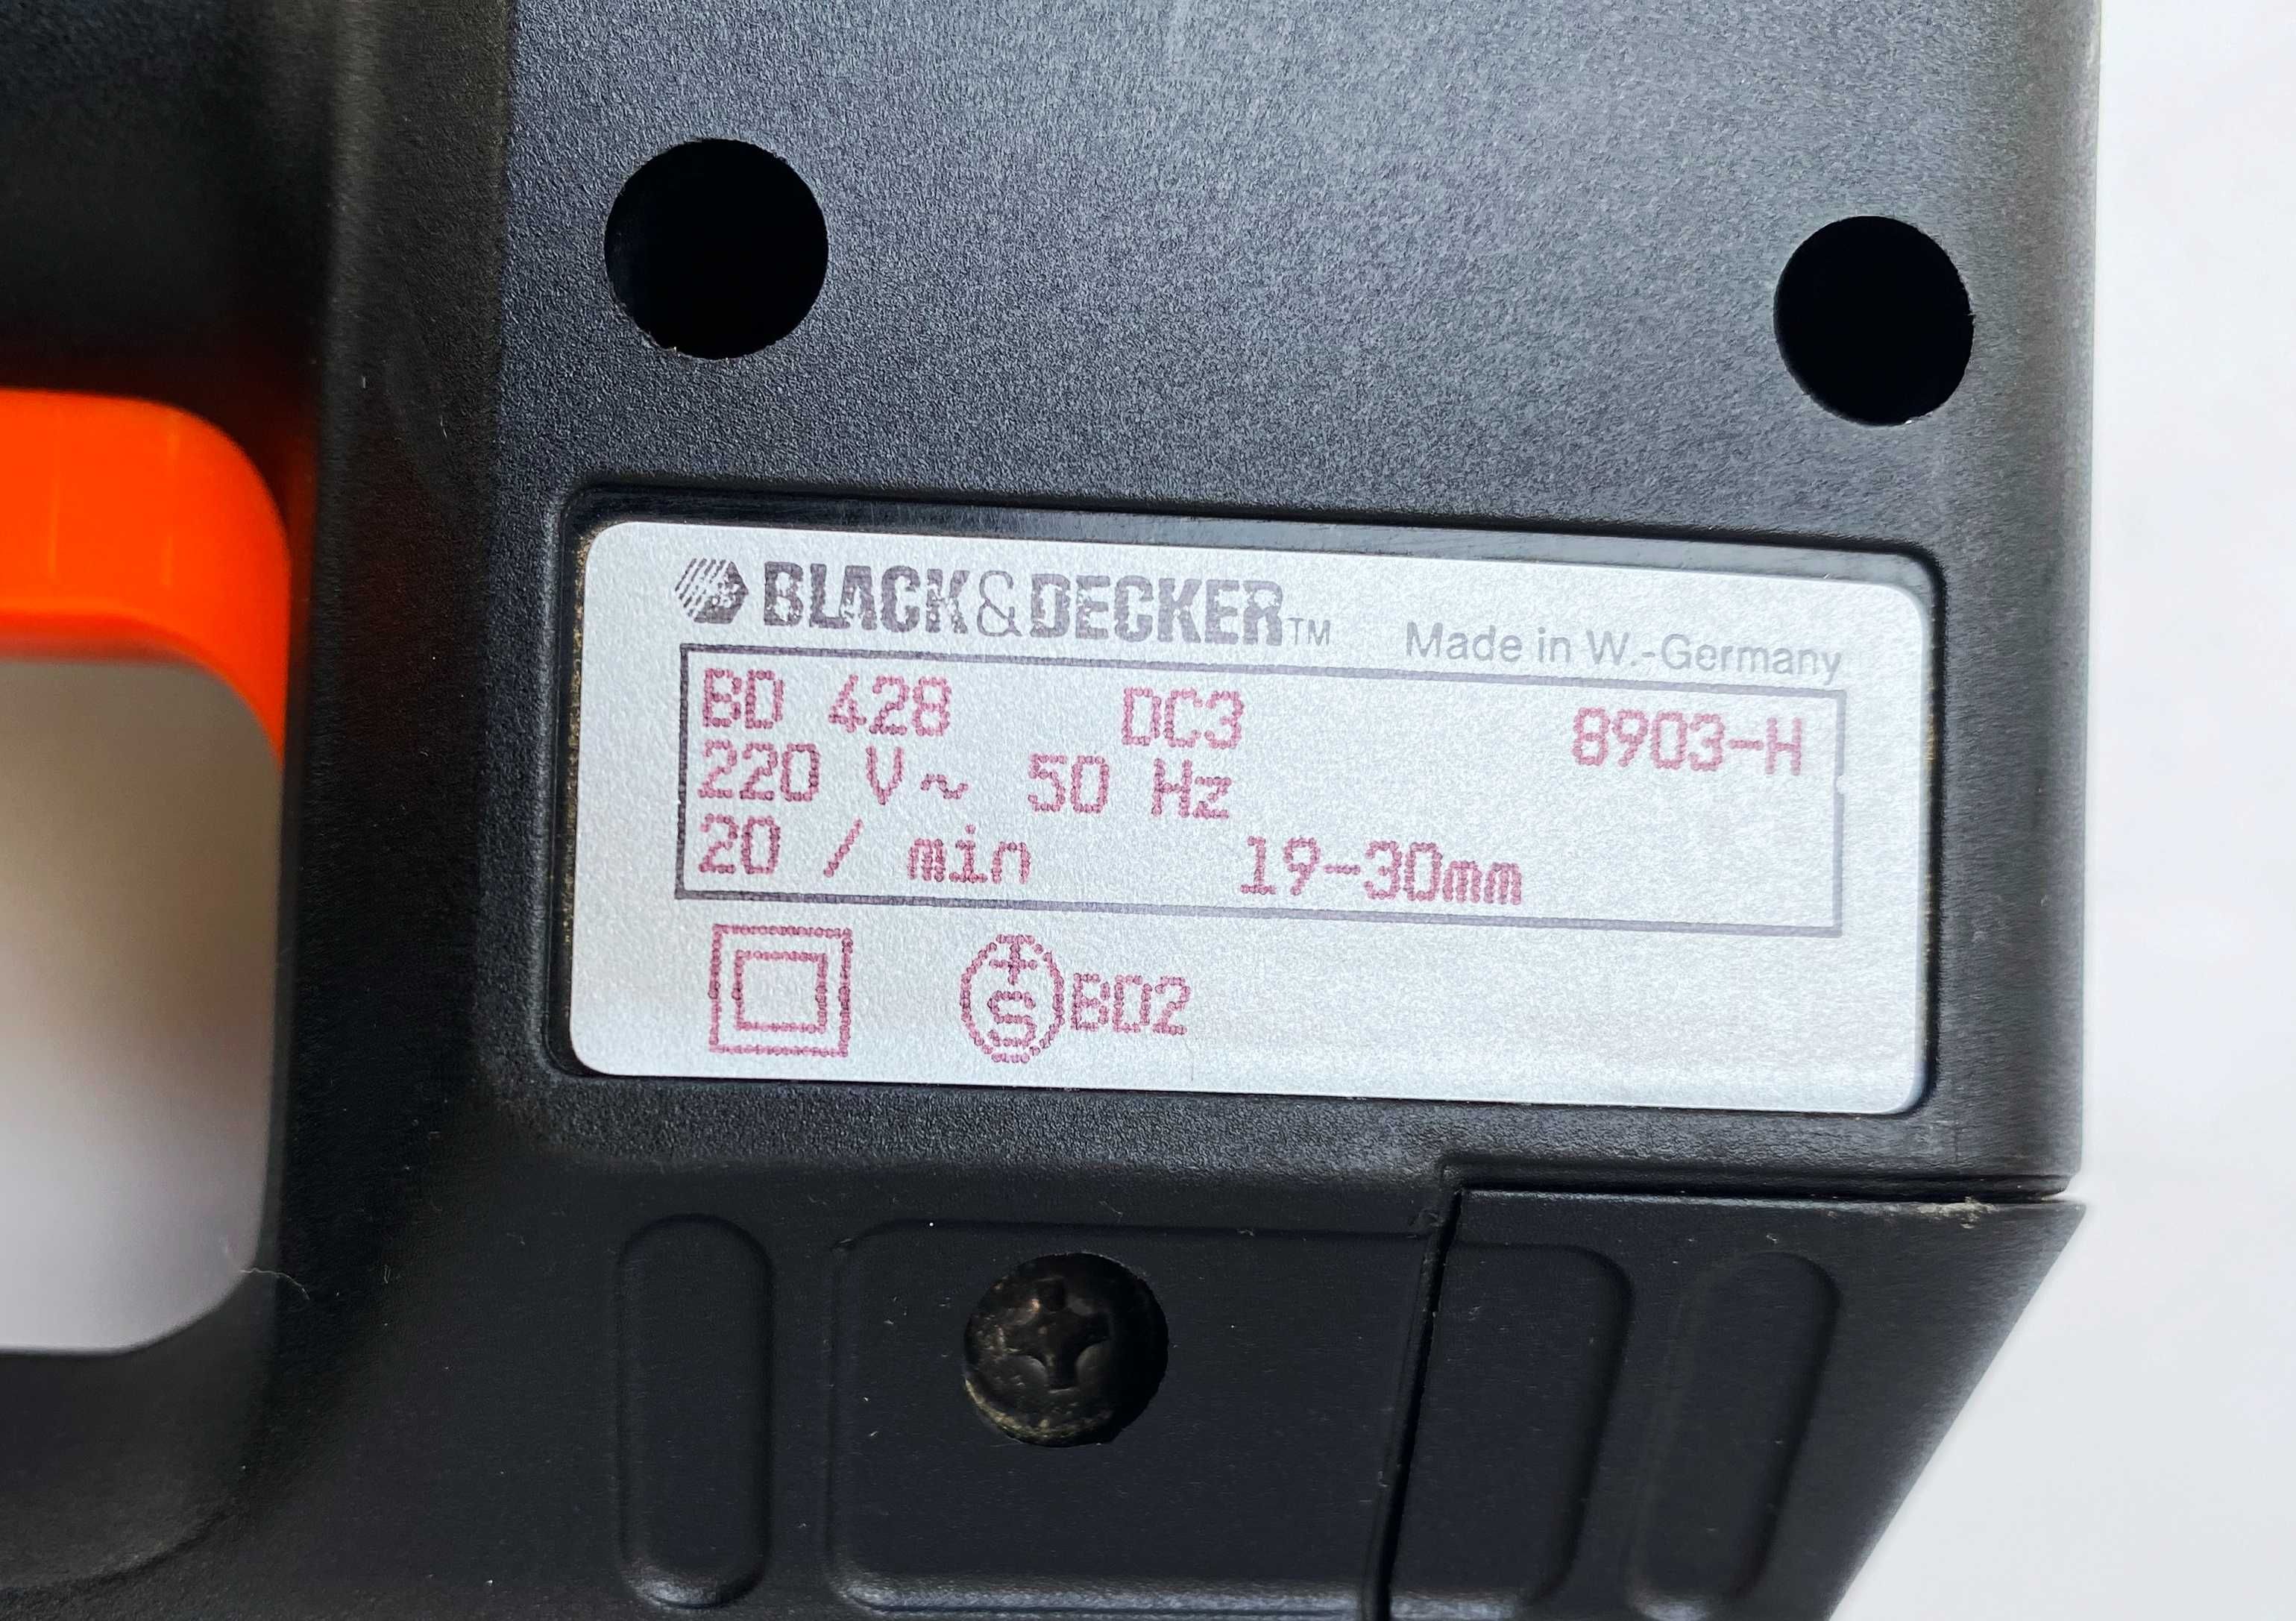 BLACK&DECKER™ Made in W.-Germany
BD 428 DC3 8903-H
220 V~ 50 Hz
20 / min 19-30mm
+S BD2